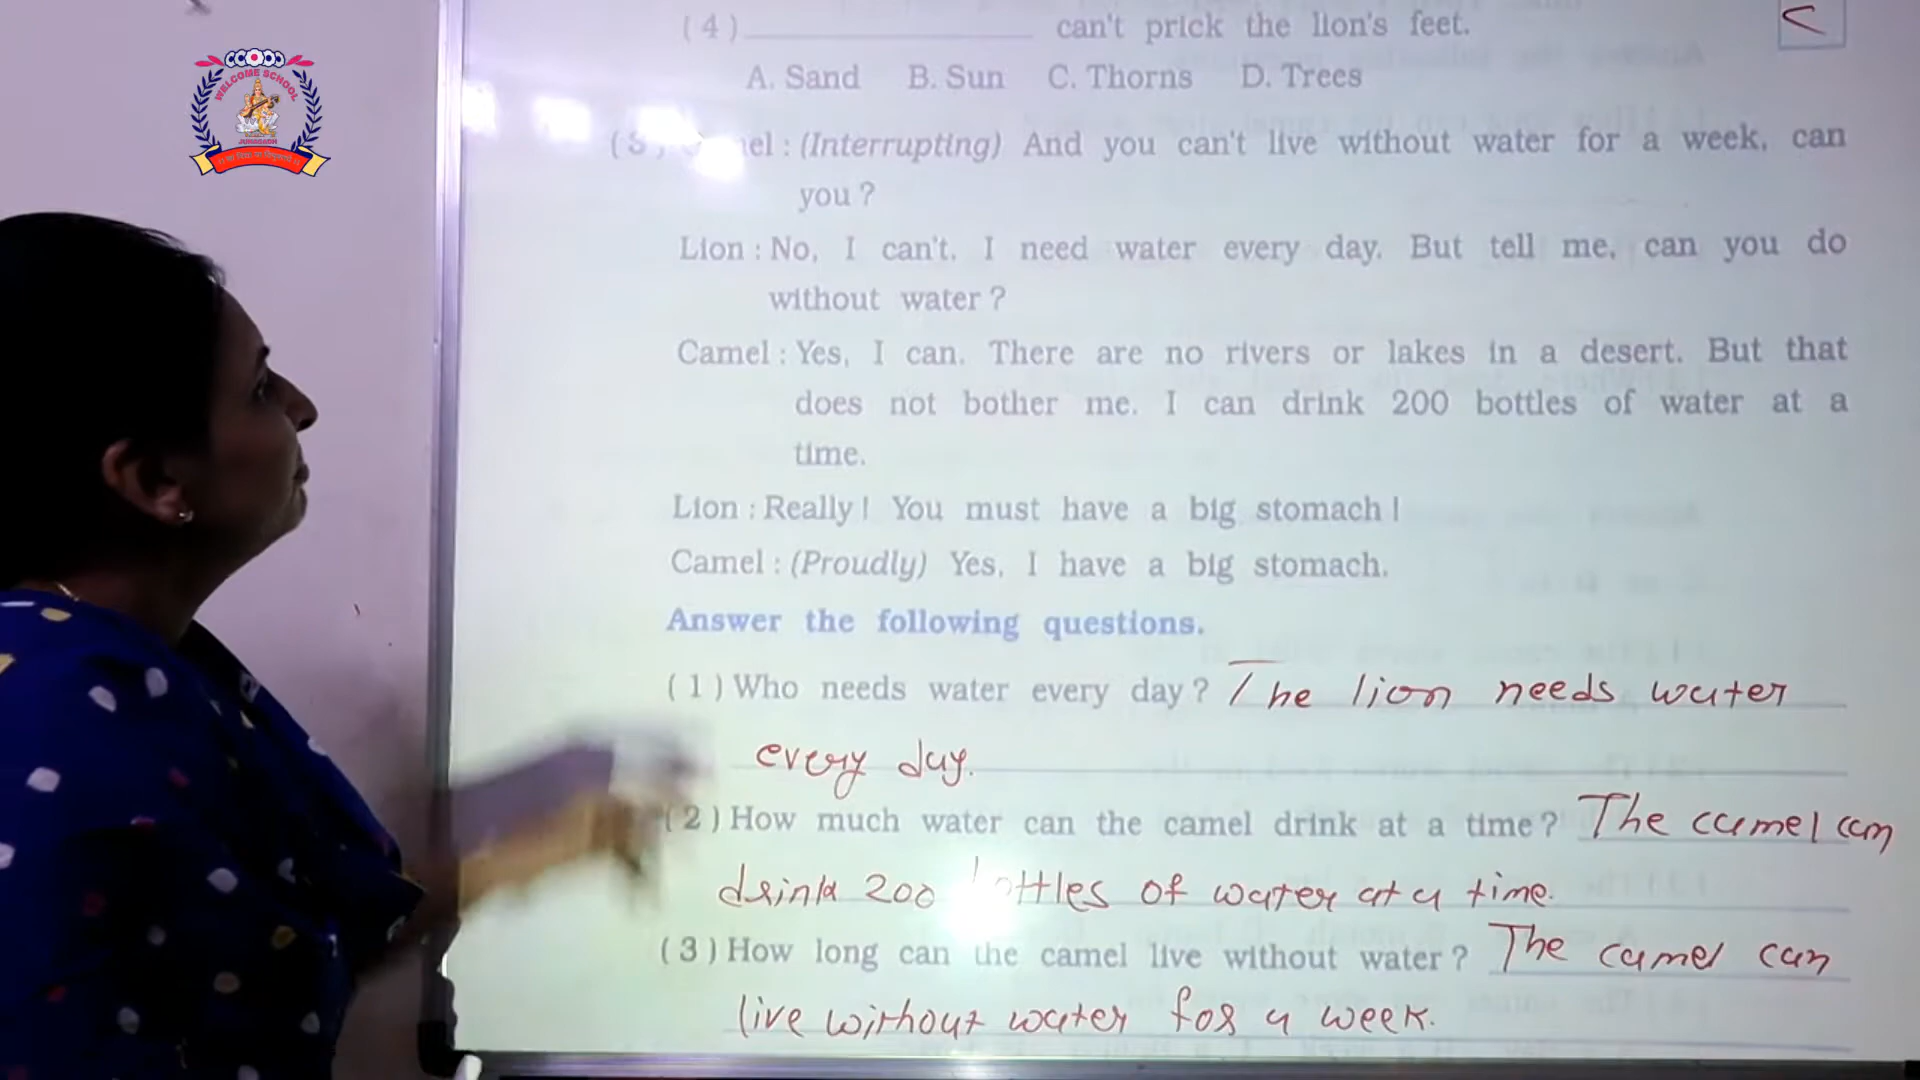 WELCOME SCHOOL
JUNAGADH
(4) ____________ can't prick the lion's feet.
C
A. Sand B. Sun C. Thorns D. Trees
: (Interrupting) And you can't live without water for a week, can
you ?
Lion : No, I can't. I need water every day. But tell me, can you do
without water ?
Camel : Yes, I can. There are no rivers or lakes in a desert. But that
does not bother me. I can drink 200 bottles of water at a
time.
Lion : Really ! You must have a big stomach !
Camel : (Proudly) Yes, I have a big stomach.
Answer the following questions.
(1) Who needs water every day ? The lion needs water
every day.
(2) How much water can the camel drink at a time ? The camel can
drink 200 bottles of water at a time.
(3) How long can the camel live without water ? The camel can
live without water for a week.